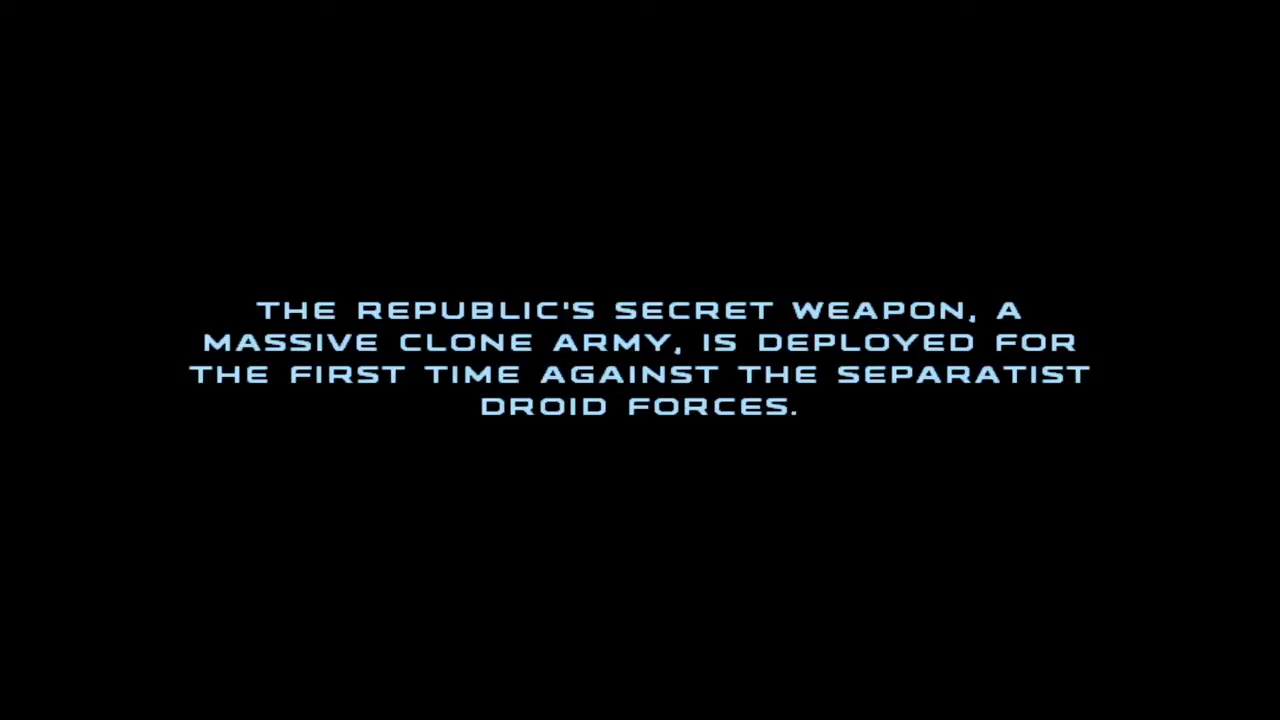 THE REPUBLIC'S SECRET WEAPON, A
MASSIVE CLONE ARMY, IS DEPLOYED FOR
THE FIRST TIME AGAINST THE SEPARATIST
DROID FORCES.